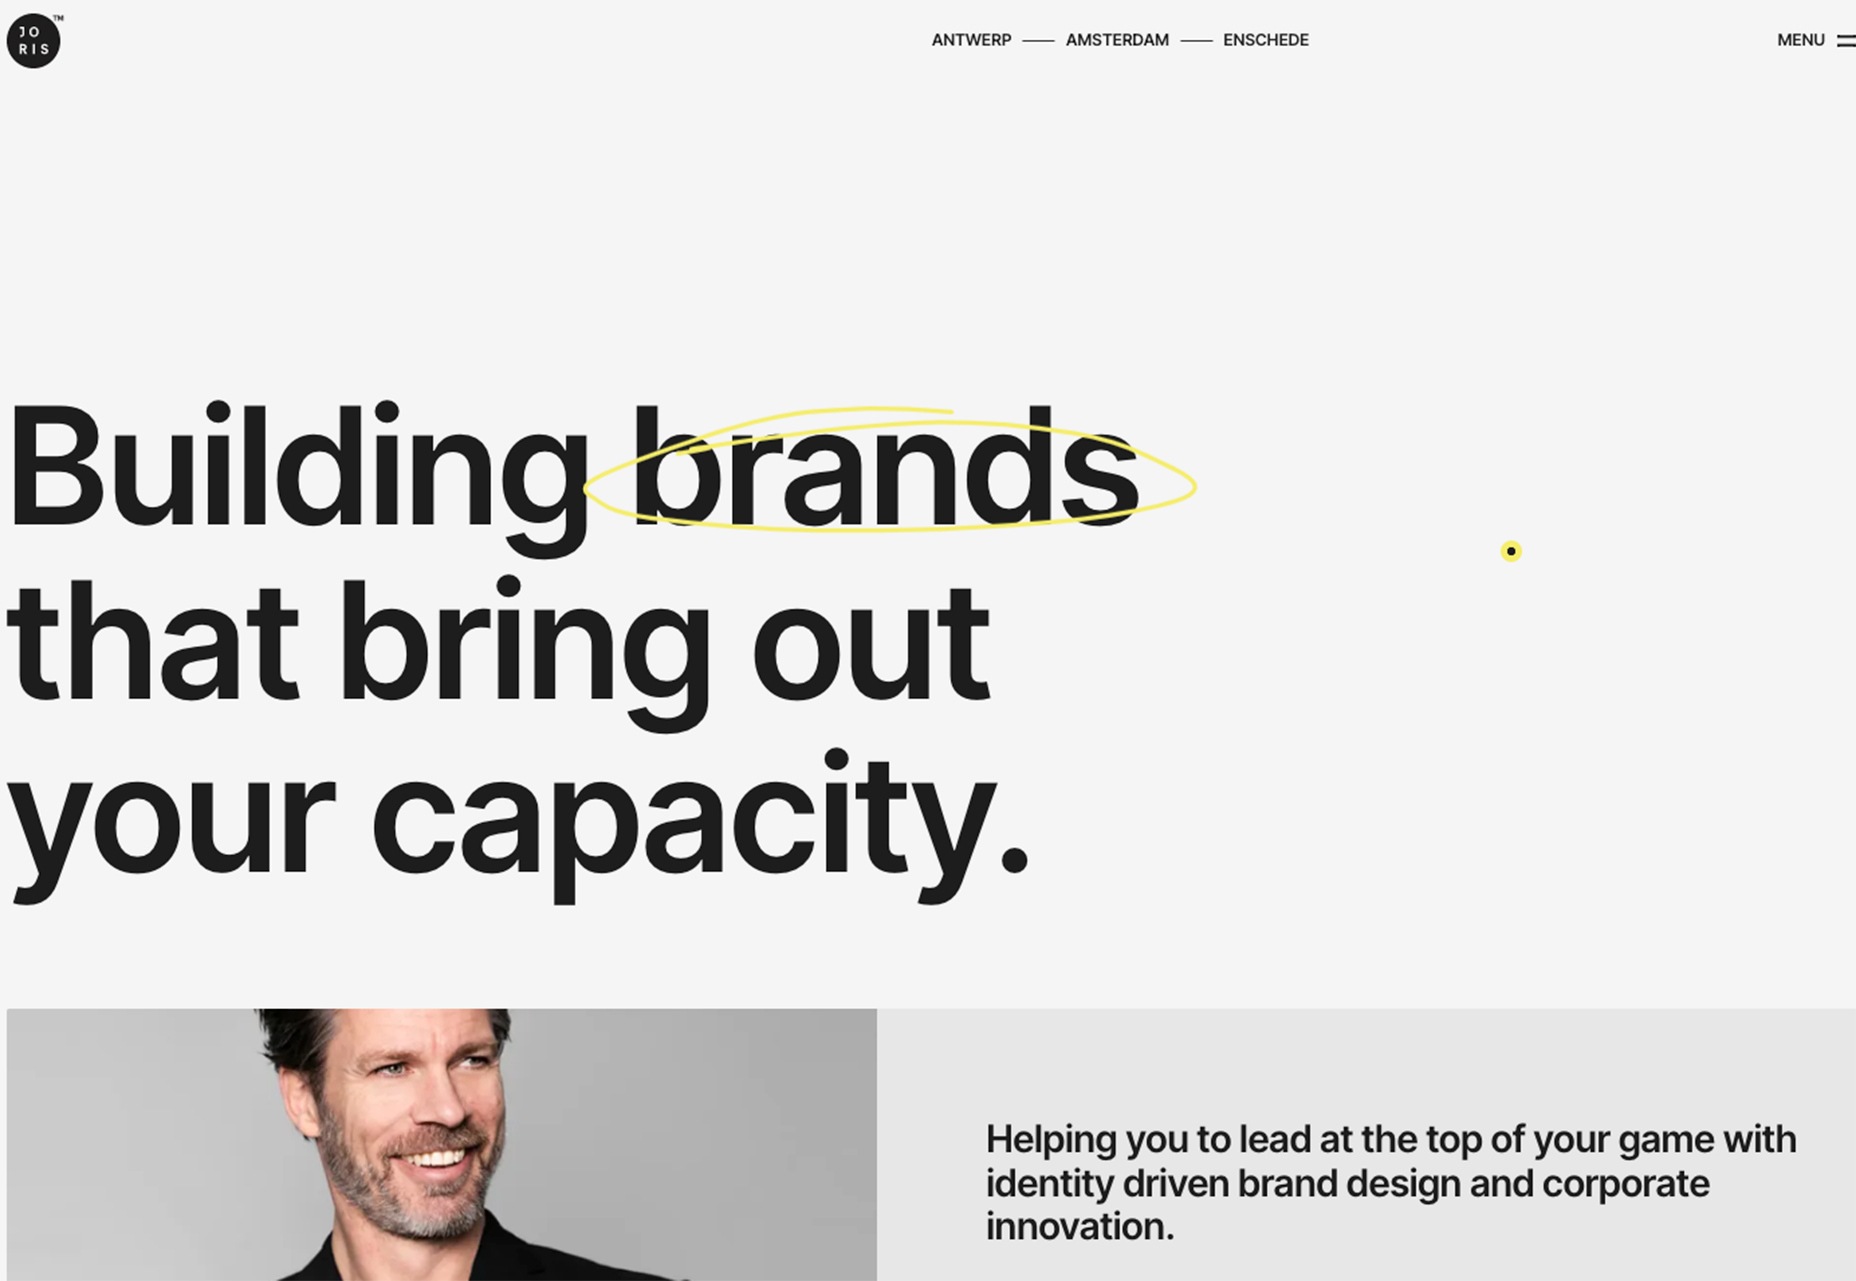 JO
RIS
™
ANTWERP — AMSTERDAM — ENSCHEDE
MENU
Building brands
that bring out
your capacity.
Helping you to lead at the top of your game with
identity driven brand design and corporate
innovation.